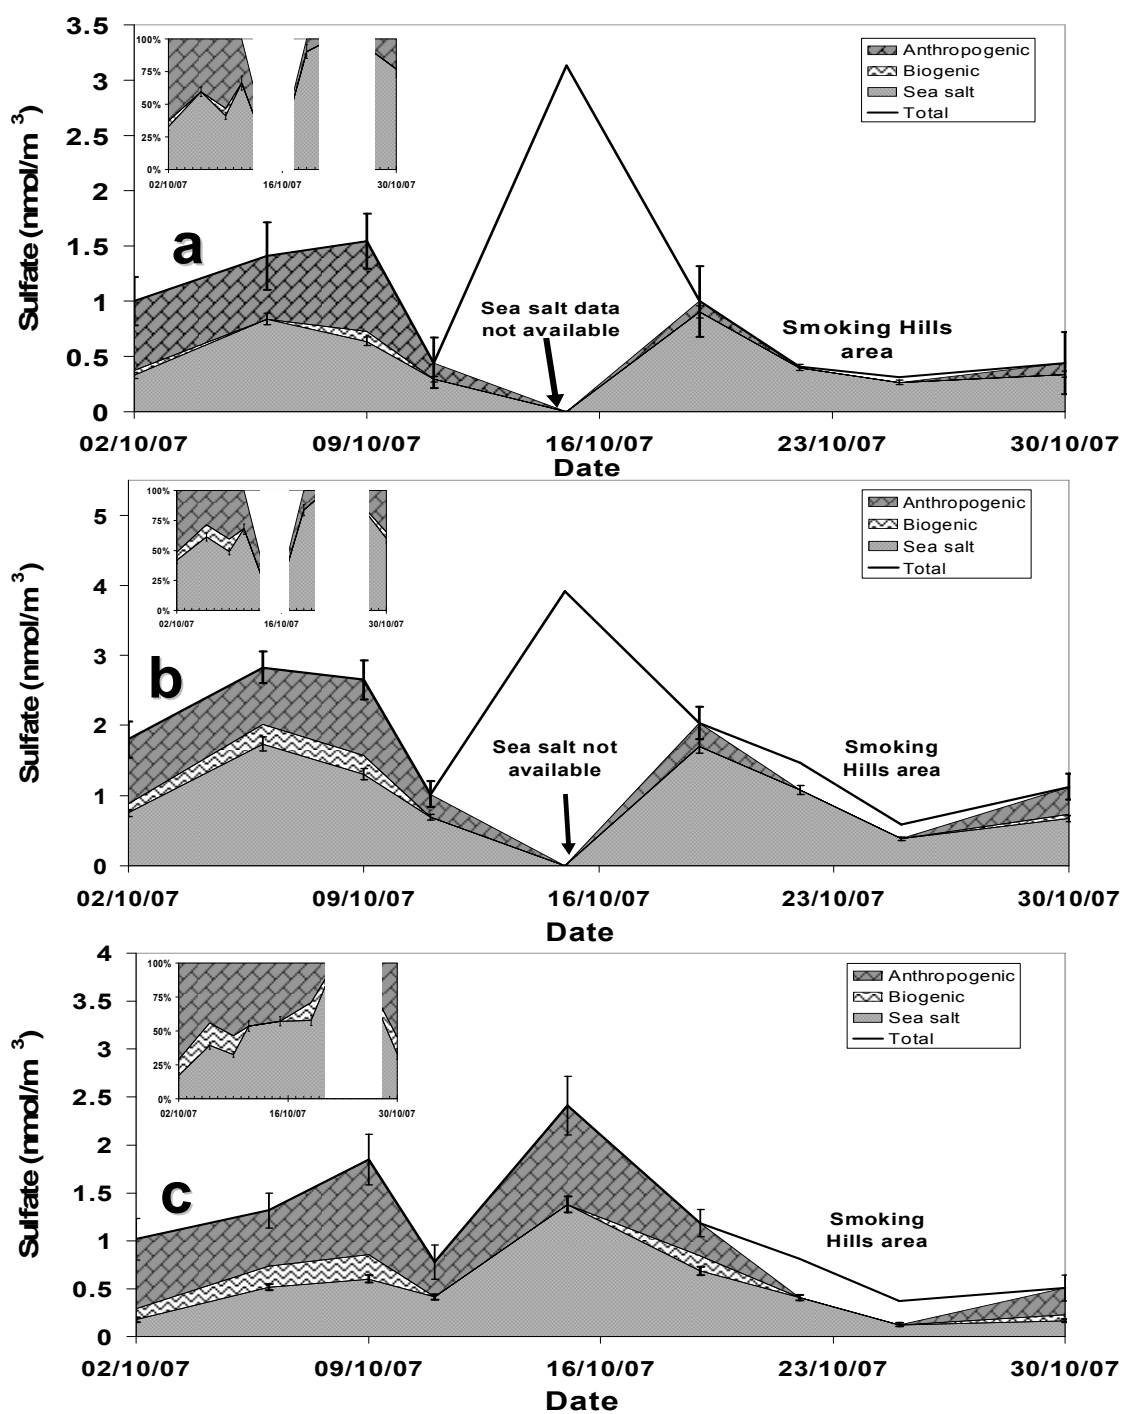 3.5
3
2.5
2
1.5
1
0.5
0
Sulfate (nmol/m³)
100%
75%
50%
25%
0%
02/10/07 16/10/07 30/10/07
Anthropogenic
Biogenic
Sea salt
Total
a
Sea salt data
not available
Smoking Hills
area
02/10/07 09/10/07 16/10/07 23/10/07 30/10/07
Date
5
4
3
2
1
0
Sulfate (nmol/m³)
100%
75%
50%
25%
0%
02/10/07 16/10/07 30/10/07
Anthropogenic
Biogenic
Sea salt
Total
b
Sea salt not
available
Smoking
Hills area
02/10/07 09/10/07 16/10/07 23/10/07 30/10/07
Date
4
3.5
3
2.5
2
1.5
1
0.5
0
Sulfate (nmol/m³)
100%
75%
50%
25%
0%
02/10/07 16/10/07 30/10/07
Anthropogenic
Biogenic
Sea salt
Total
c
Smoking
Hills area
02/10/07 09/10/07 16/10/07 23/10/07 30/10/07
Date